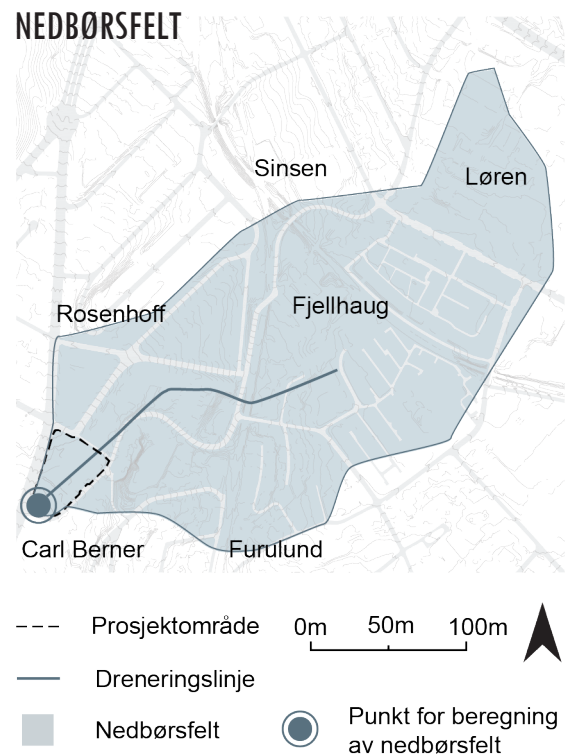 NEDBØRSFELT
Sinsen
Løren
Rosenhoff
Fjellhaug
Carl Berner
Furulund
Prosjektområde
0m 50m 100m
Dreneringslinje
Nedbørsfelt
Punkt for beregning
av nedbørsfelt